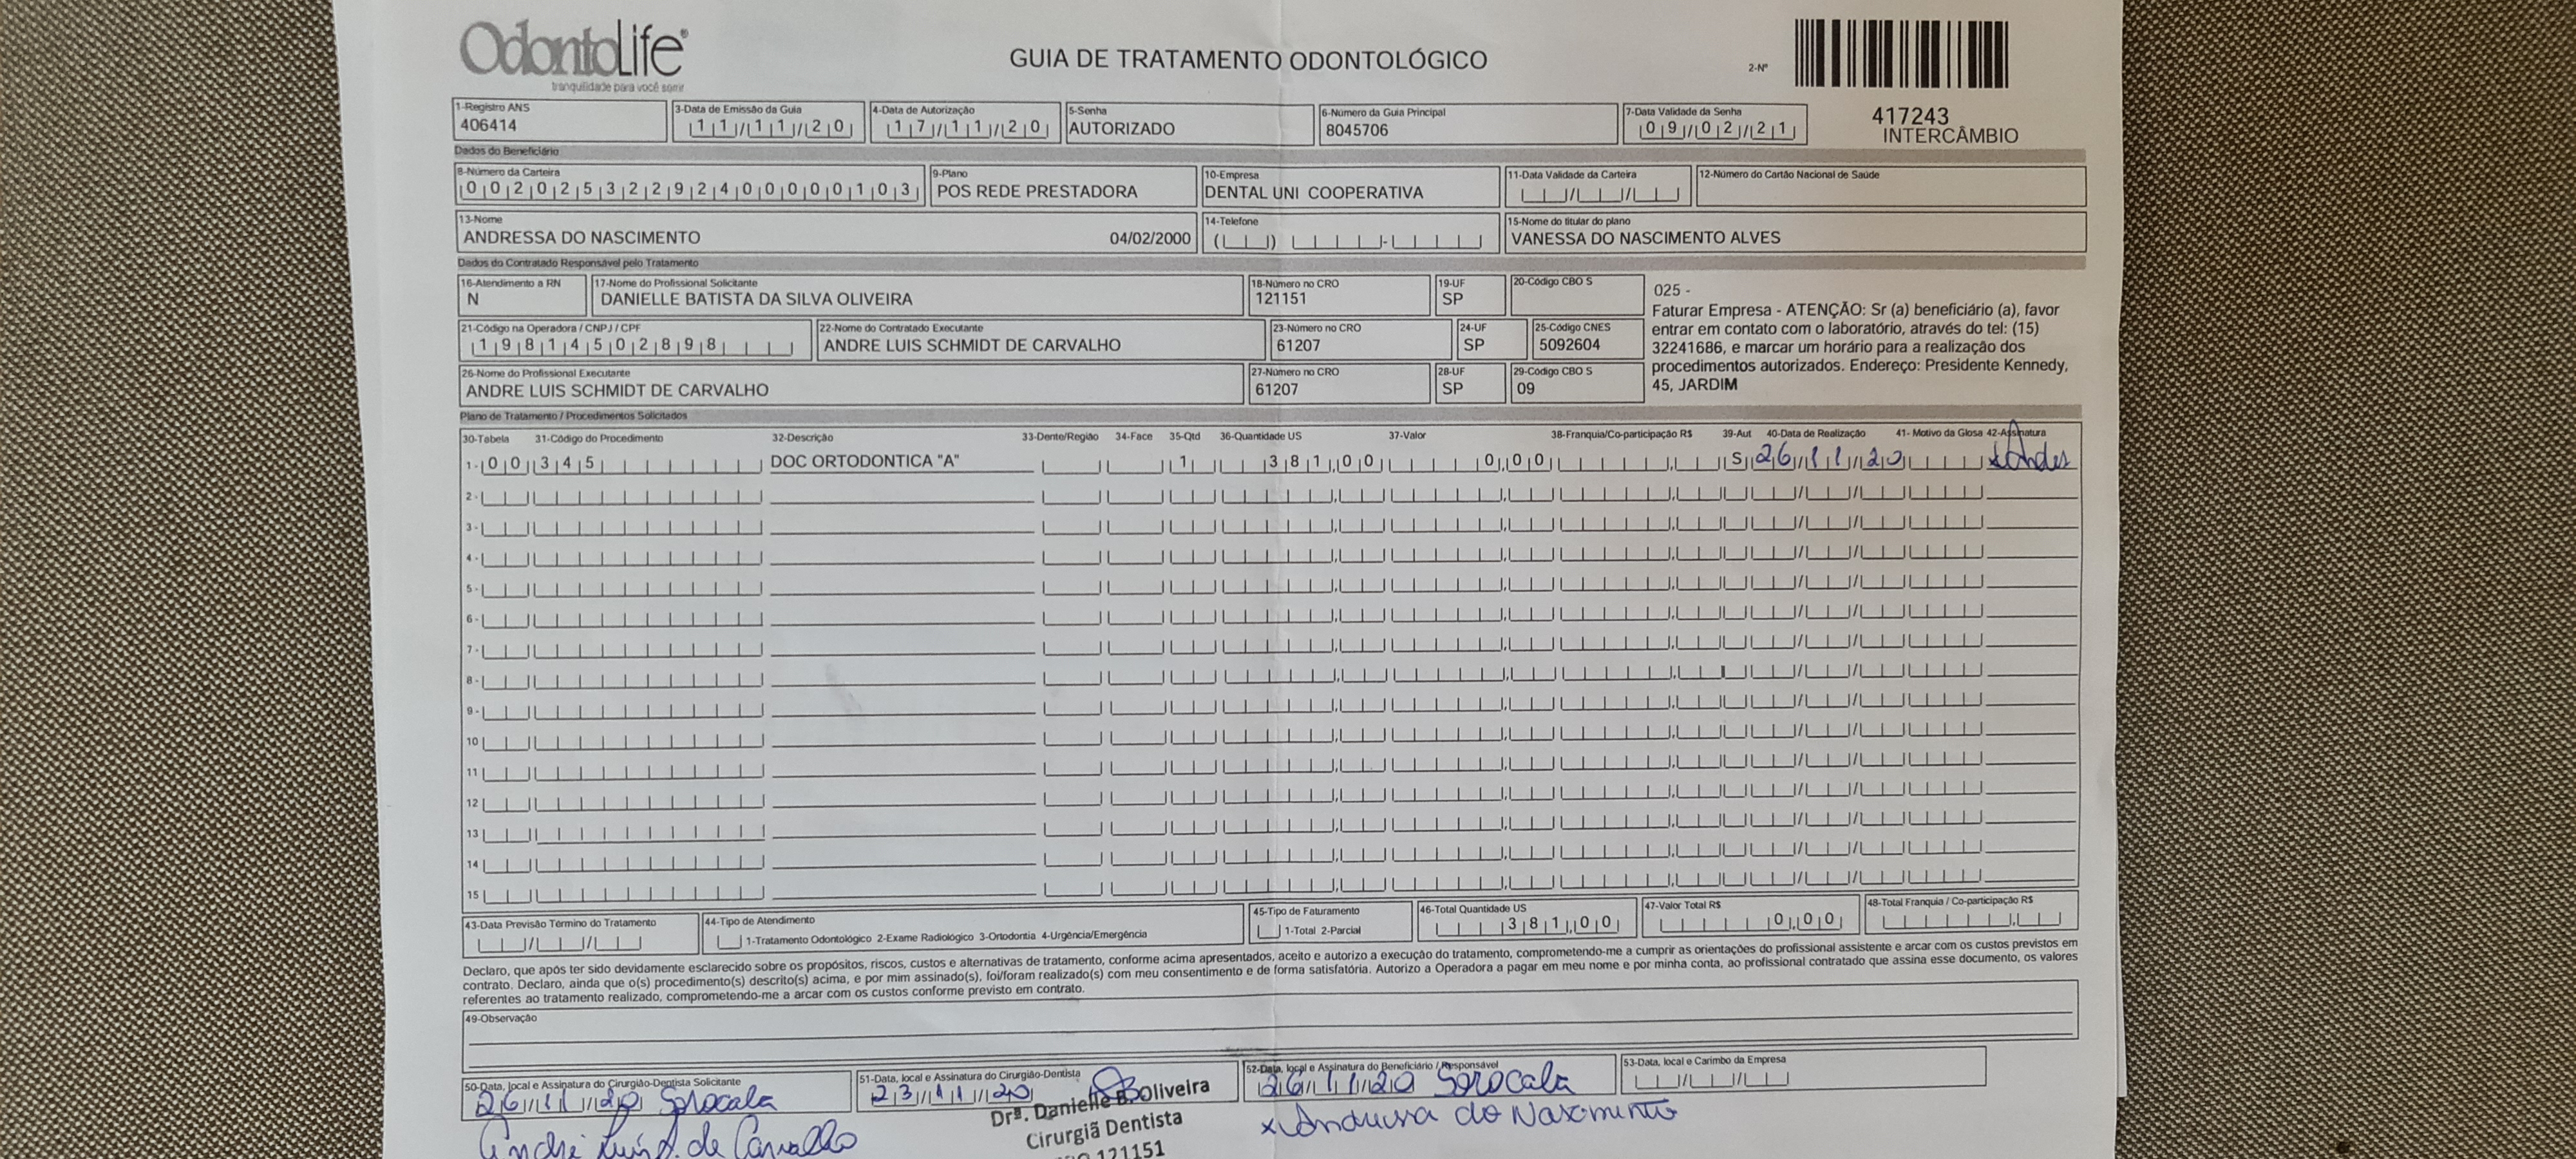 OdontoLife®
tranquilidade para você sorrir
GUIA DE TRATAMENTO ODONTOLÓGICO
2-Nº
417243
INTERCÂMBIO
1-Registro ANS
406414
3-Data de Emissão da Guia
11/11/20
4-Data de Autorização
17/11/20
5-Senha
AUTORIZADO
6-Número da Guia Principal
8045706
7-Data Validade da Senha
09/02/21
Dados do Beneficiário
8-Número da Carteira
00202532292400000103
9-Plano
POS REDE PRESTADORA
10-Empresa
DENTAL UNI COOPERATIVA
11-Data Validade da Carteira
12-Número do Cartão Nacional de Saúde
13-Nome
ANDRESSA DO NASCIMENTO 04/02/2000
14-Telefone
15-Nome do titular do plano
VANESSA DO NASCIMENTO ALVES
Dados do Contratado Responsável pelo Tratamento
16-Atendimento a RN
N
17-Nome do Profissional Solicitante
DANIELLE BATISTA DA SILVA OLIVEIRA
18-Número no CRO
121151
19-UF
SP
20-Código CBO S
025 -
Faturar Empresa - ATENÇÃO: Sr (a) beneficiário (a), favor
entrar em contato com o laboratório, através do tel: (15)
32241686, e marcar um horário para a realização dos
procedimentos autorizados. Endereço: Presidente Kennedy,
45, JARDIM
21-Código na Operadora / CNPJ / CPF
19814502898
22-Nome do Contratado Executante
ANDRE LUIS SCHMIDT DE CARVALHO
23-Número no CRO
61207
24-UF
SP
25-Código CNES
5092604
26-Nome do Profissional Executante
ANDRE LUIS SCHMIDT DE CARVALHO
27-Número no CRO
61207
28-UF
SP
29-Código CBO S
09
Plano de Tratamento / Procedimentos Solicitados
30-Tabela 31-Código do Procedimento 32-Descrição 33-Dente/Região 34-Face 35-Qtd 36-Quantidade US 37-Valor 38-Franquia/Co-participação R$ 39-Aut 40-Data de Realização 41- Motivo da Glosa 42-Assinatura
1- 00 345 DOC ORTODONTICA "A" 1 381,00 0,00 S 26/11/20
2-
3-
4-
5-
6-
7-
8-
9-
10
11
12
13
14
15
43-Data Previsão Término do Tratamento
44-Tipo de Atendimento
1-Tratamento Odontológico 2-Exame Radiológico 3-Ortodontia 4-Urgência/Emergência
45-Tipo de Faturamento
1-Total 2-Parcial
46-Total Quantidade US
381,00
47-Valor Total R$
0,00
48-Total Franquia / Co-participação R$
Declaro, que após ter sido devidamente esclarecido sobre os propósitos, riscos, custos e alternativas de tratamento, conforme acima apresentados, aceito e autorizo a execução do tratamento, comprometendo-me a cumprir as orientações do profissional assistente e arcar com os custos previstos em
contrato. Declaro, ainda que o(s) procedimento(s) descrito(s) acima, e por mim assinado(s), foi/foram realizado(s) com meu consentimento e de forma satisfatória. Autorizo a Operadora a pagar em meu nome e por minha conta, ao profissional contratado que assina esse documento, os valores
referentes ao tratamento realizado, comprometendo-me a arcar com os custos conforme previsto em contrato.
49-Observação
50-Data, local e Assinatura do Cirurgião-Dentista Solicitante
26/11/20 Sorocaba
André Luis S. de Carvalho
51-Data, local e Assinatura do Cirurgião-Dentista
23/11/20
Drª. Danielle B. Oliveira
Cirurgiã Dentista
121151
52-Data, local e Assinatura do Beneficiário / Responsável
26/11/20 Sorocaba
x Andressa do Nascimento
53-Data, local e Carimbo da Empresa